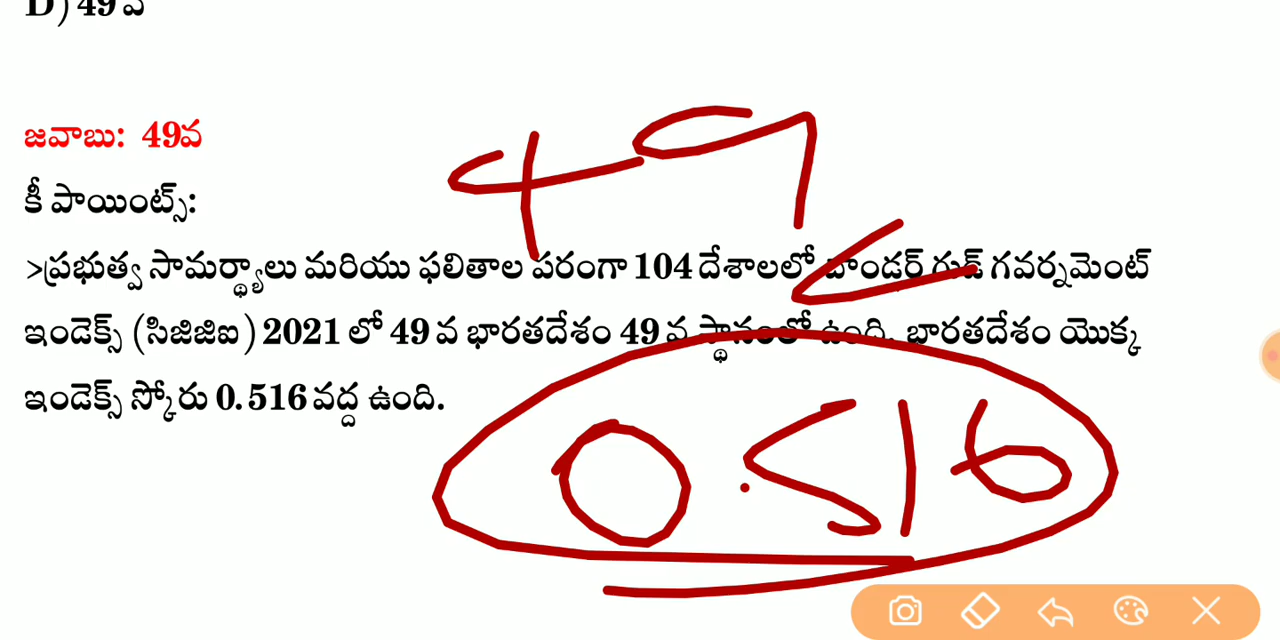 D) 49 వ
జవాబు: 49వ
49
కీ పాయింట్స్:
>ప్రభుత్వ సామర్థ్యాలు మరియు ఫలితాల పరంగా 104 దేశాలలో చాండర్ గుడ్ గవర్నమెంట్
ఇండెక్స్ (సిజిజిఐ) 2021 లో 49 వ భారతదేశం 49 వ స్థానంతో ఉంది. భారతదేశం యొక్క
ఇండెక్స్ స్కోరు 0.516 వద్ద ఉంది.
0.516